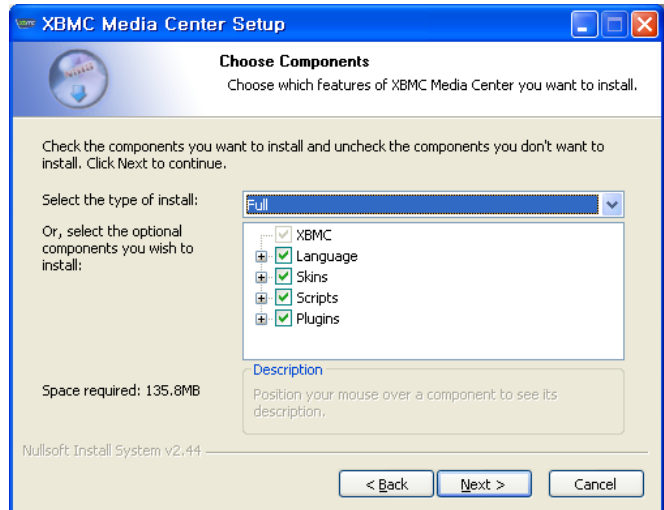 XBMC Media Center Setup
Choose Components
Choose which features of XBMC Media Center you want to install.
Check the components you want to install and uncheck the components you don't want to
install. Click Next to continue.
Select the type of install:
Full
Or, select the optional
components you wish to
install:
XBMC
Language
Skins
Scripts
Plugins
Space required: 135.8MB
Description
Position your mouse over a component to see its
description.
Nullsoft Install System v2.44
< Back
Next >
Cancel